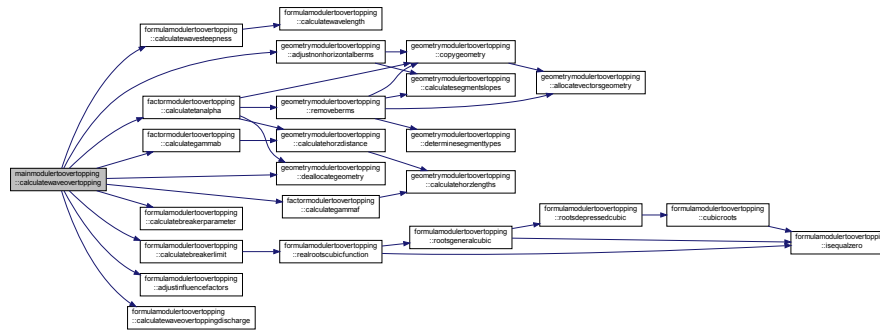 formulamodulertoovertopping
::calculatewavelength
formulamodulertoovertopping
::calculatewavesteepness
geometrymodulertoovertopping
::adjustnonhorizontalberms
geometrymodulertoovertopping
::copygeometry
geometrymodulertoovertopping
::calculatesegmentslopes
geometrymodulertoovertopping
::allocatevectorsgeometry
factormodulertoovertopping
::calculatetanalpha
geometrymodulertoovertopping
::removeberms
factormodulertoovertopping
::calculategammab
geometrymodulertoovertopping
::calculatehorzdistance
geometrymodulertoovertopping
::determinesegmenttypes
mainmodulertoovertopping
::calculatewaveovertopping
geometrymodulertoovertopping
::deallocategeometry
geometrymodulertoovertopping
::calculatehorzlengths
factormodulertoovertopping
::calculategammaf
formulamodulertoovertopping
::calculatebreakerparameter
formulamodulertoovertopping
::rootsdepressedcubic
formulamodulertoovertopping
::cubicroots
formulamodulertoovertopping
::calculatebreakerlimit
formulamodulertoovertopping
::realrootscubicfunction
formulamodulertoovertopping
::rootsgeneralcubic
formulamodulertoovertopping
::isequalzero
formulamodulertoovertopping
::adjustinfluencefactors
formulamodulertoovertopping
::calculatewaveovertoppingdischarge